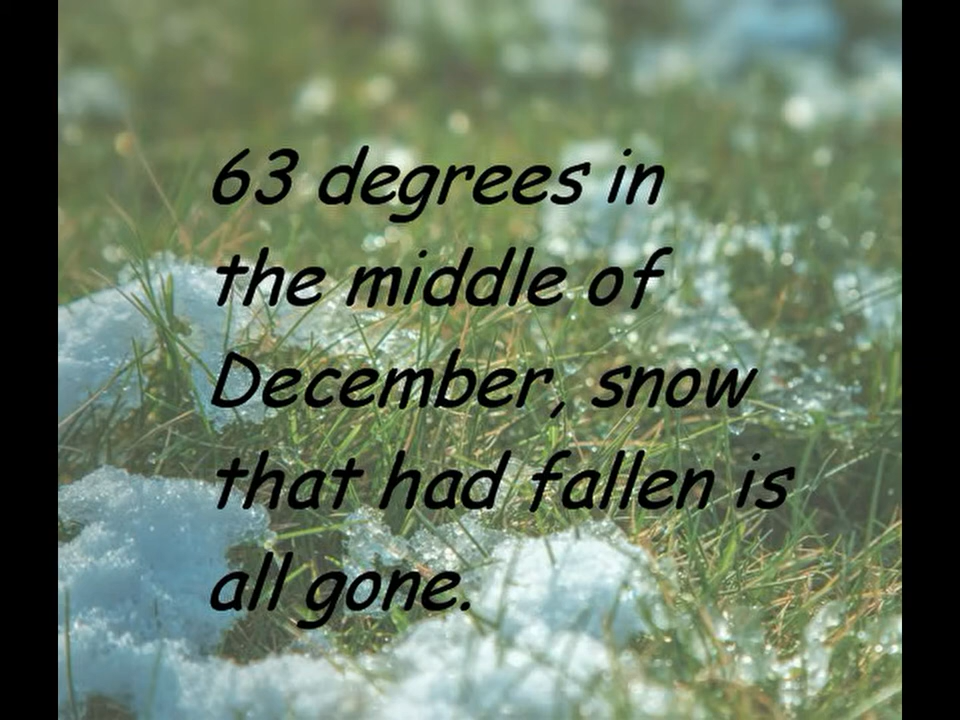 63 degrees in
the middle of
December, snow
that had fallen is
all gone.